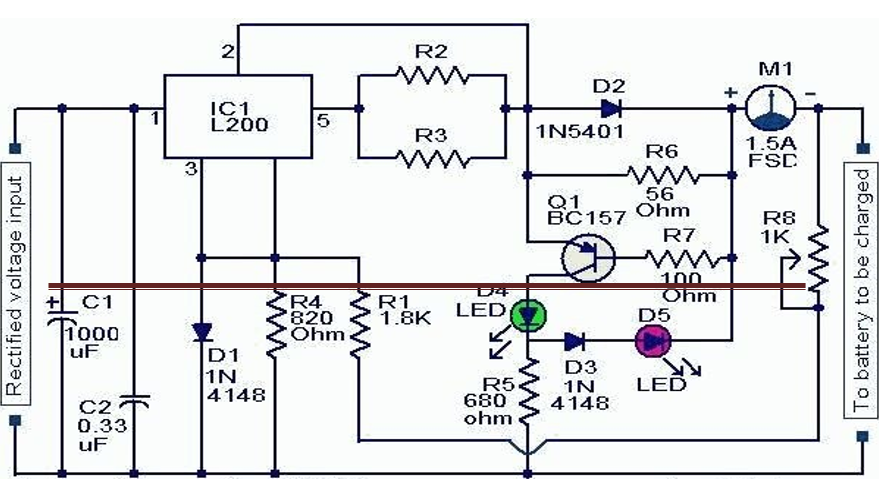 2
R2
M1
D2
+ -
IC1
L200
1
5
1N5401
1.5A
FSD
R3
3
R6
56
Ohm
Q1
BC157
R7
100
Ohm
R8
1K
Rectified voltage input
To battery to be charged
+ C1
1000
uF
R4
820
Ohm
R1
1.8K
D4
LED
D5
LED
D1
1N
4148
D3
1N
4148
R5
680
ohm
C2
0.33
uF